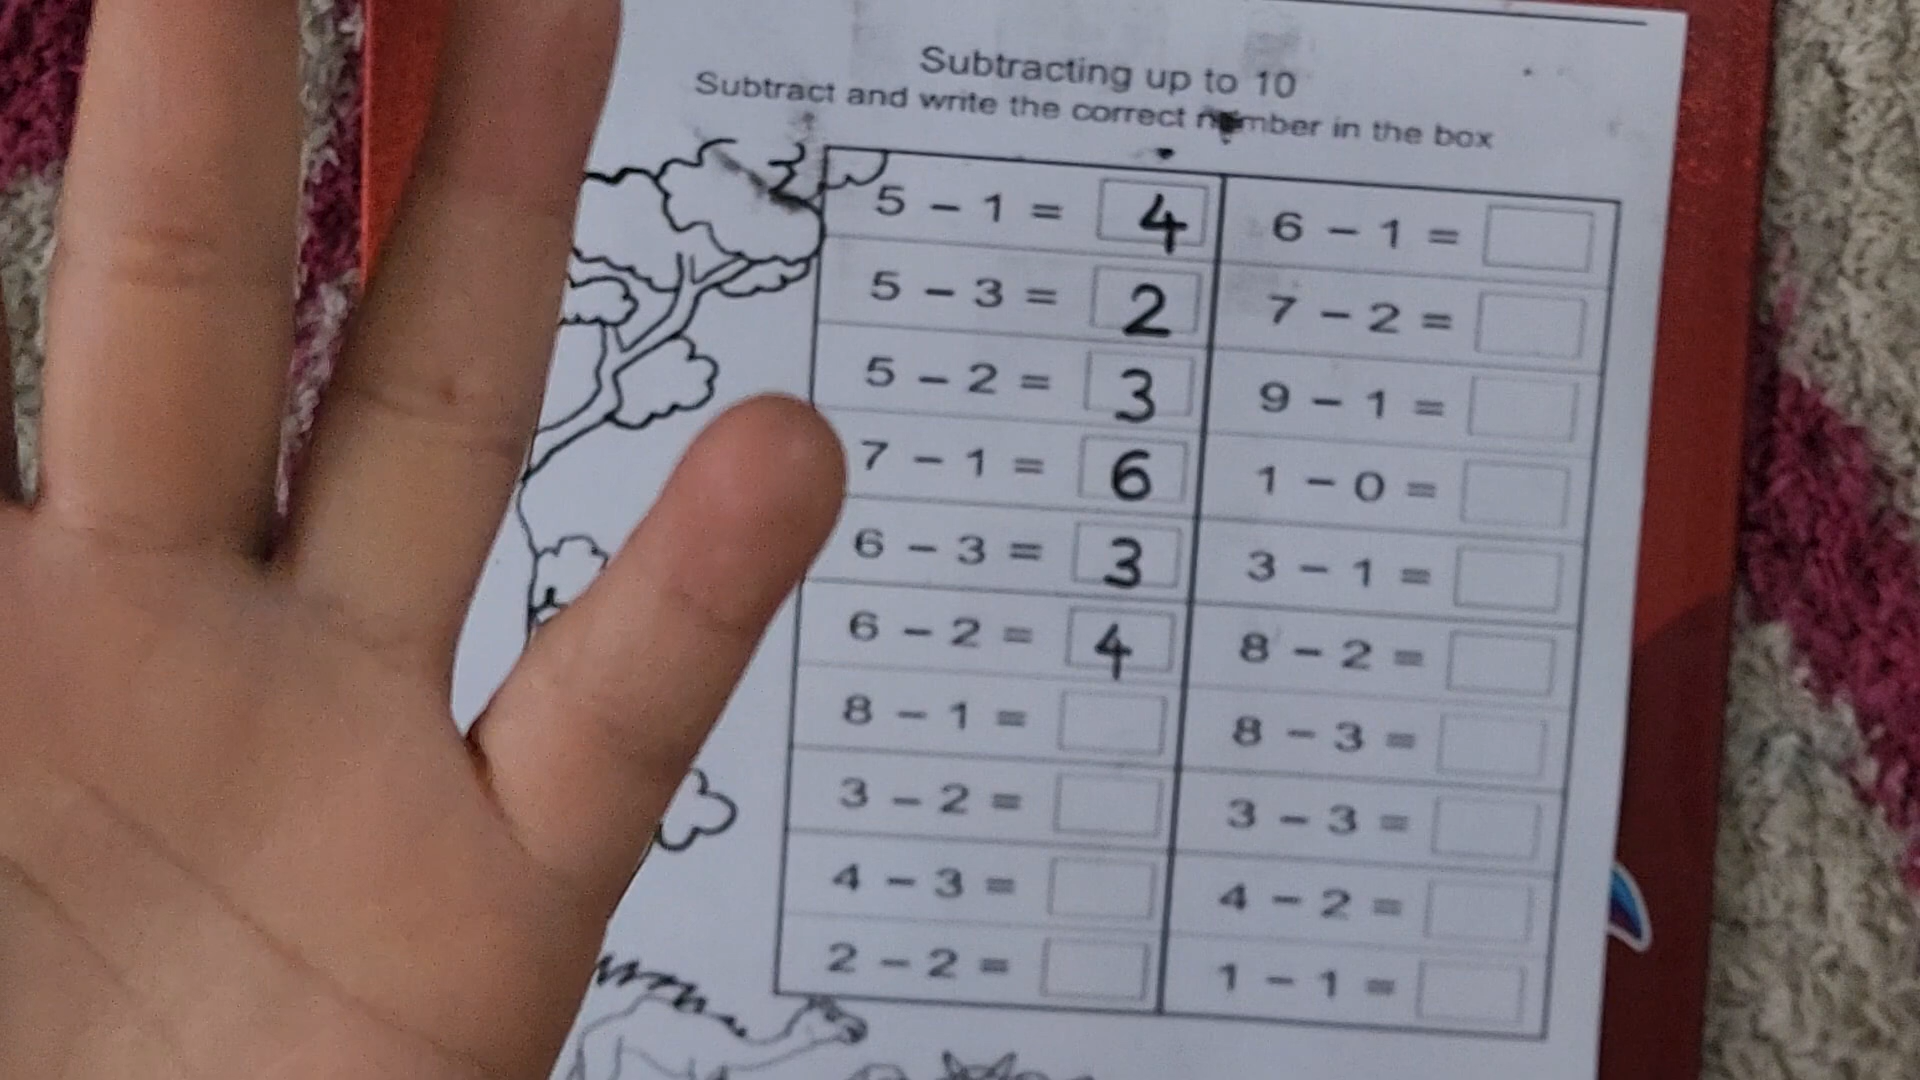 Subtracting up to 10
Subtract and write the correct number in the box
5 - 1 = 4
5 - 3 = 2
5 - 2 = 3
7 - 1 = 6
6 - 3 = 3
6 - 2 = 4
8 - 1 =
3 - 2 =
4 - 3 =
2 - 2 =
6 - 1 =
7 - 2 =
9 - 1 =
1 - 0 =
3 - 1 =
8 - 2 =
8 - 3 =
3 - 3 =
4 - 2 =
1 - 1 =